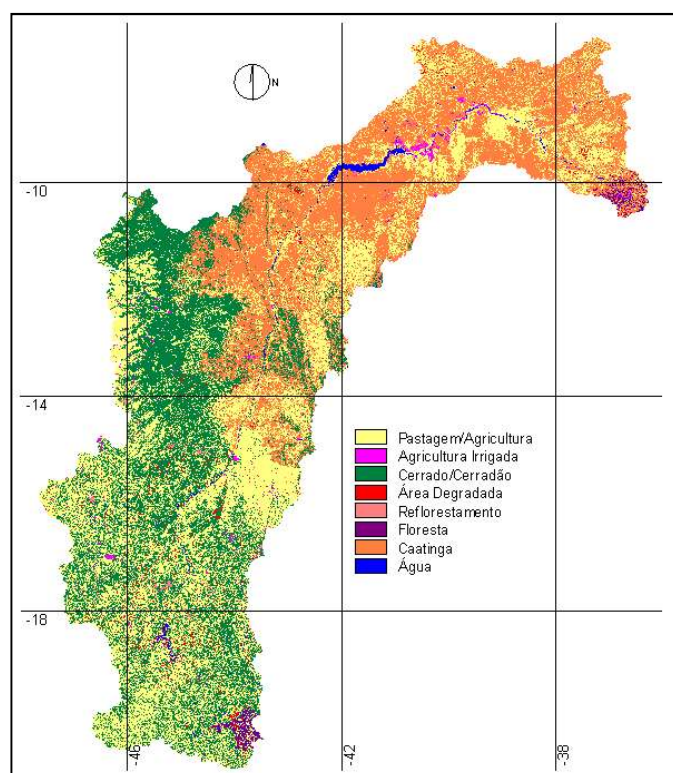 N
-10
-14
Pastagem/Agricultura
Agricultura Irrigada
Cerrado/Cerradão
Área Degradada
Reflorestamento
Floresta
Caatinga
Água
-18
-46
-42
-38